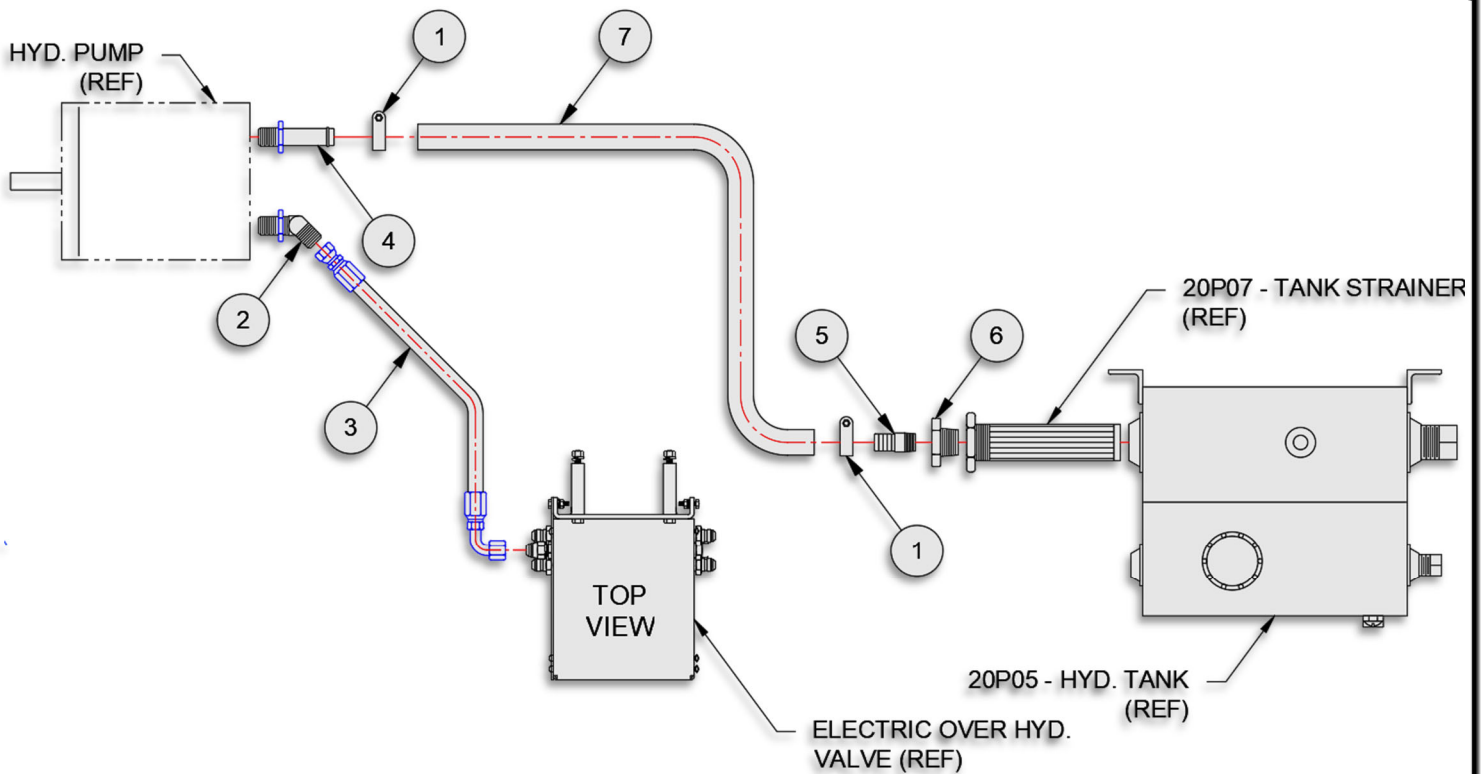 1
7
HYD. PUMP
(REF)
4
2
20P07 - TANK STRAINER
(REF)
5
6
3
1
TOP
VIEW
20P05 - HYD. TANK
(REF)
ELECTRIC OVER HYD.
VALVE (REF)